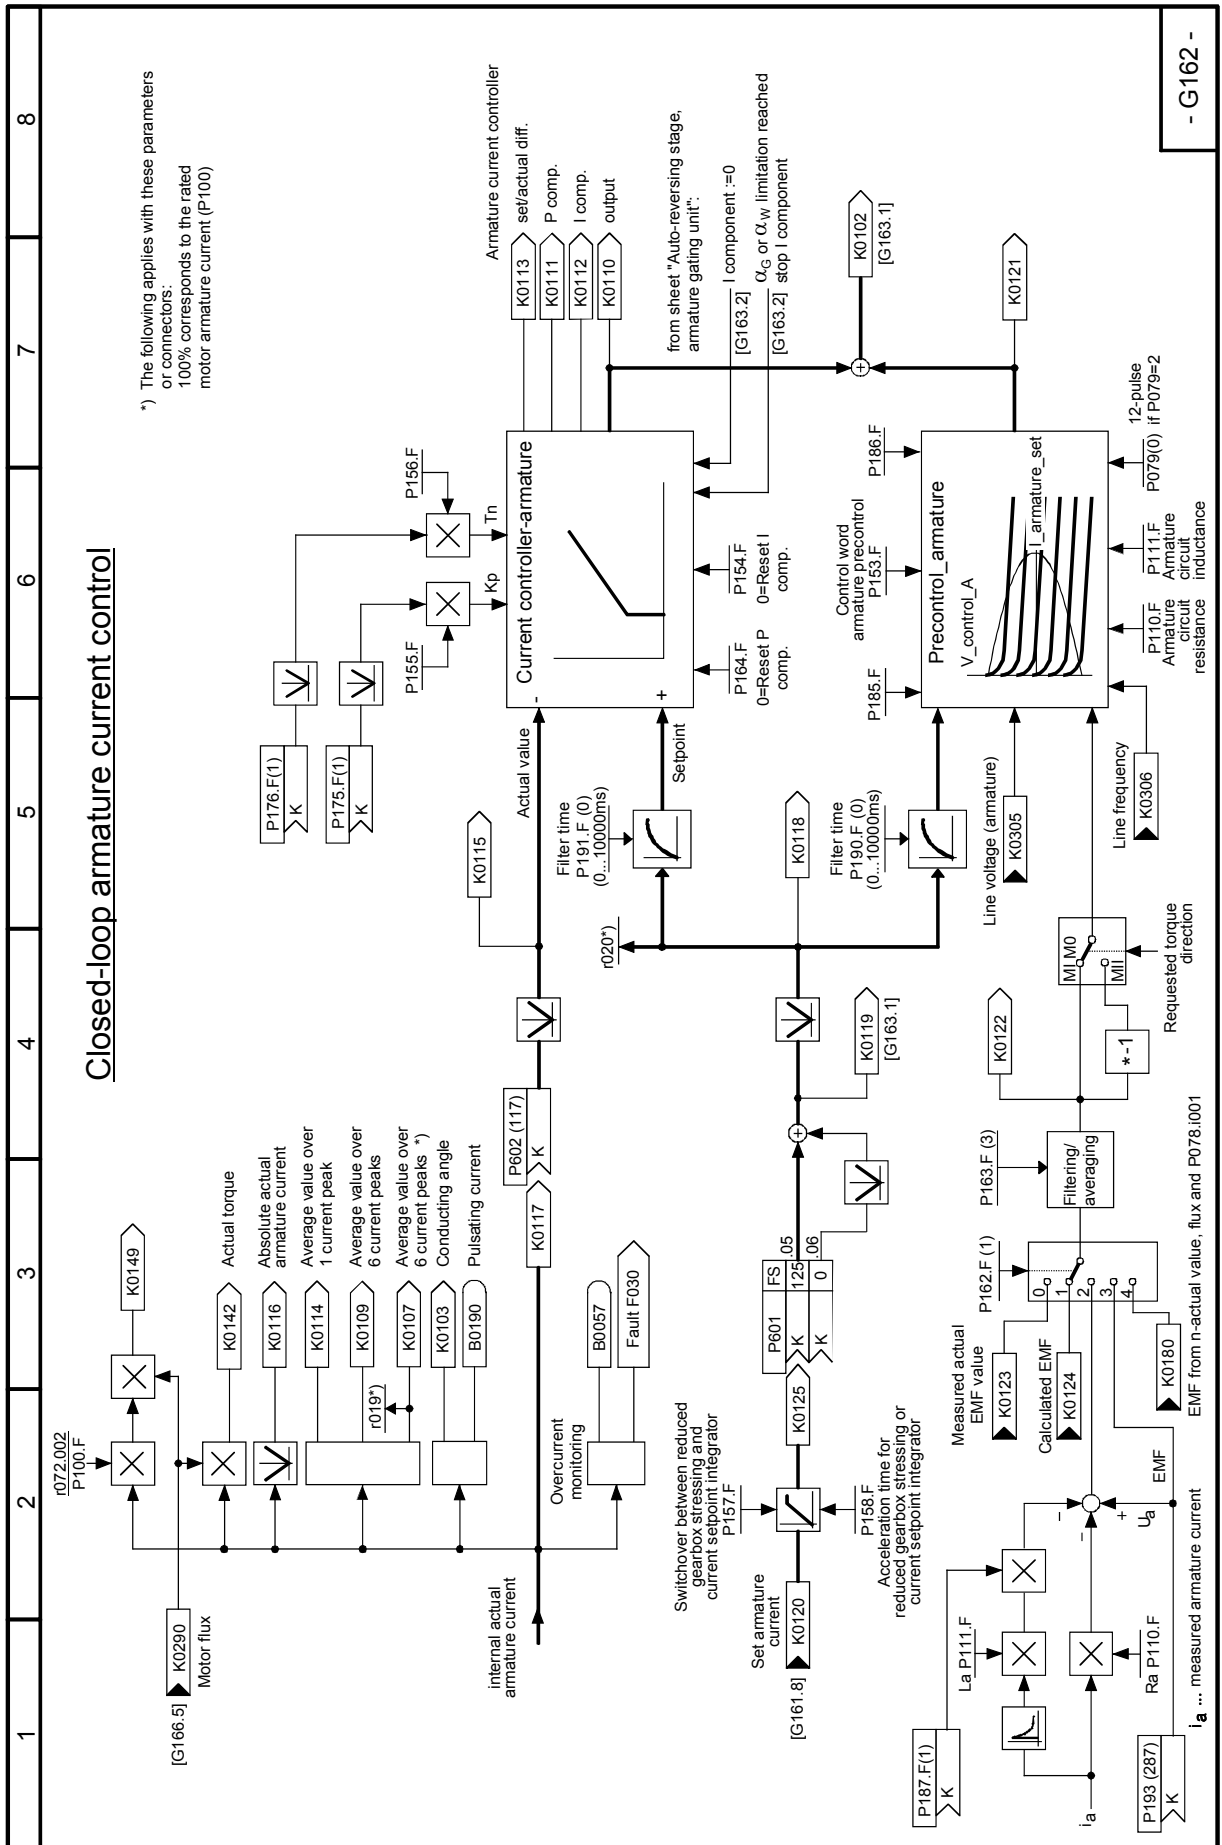 Closed-loop armature current control
1
2
3
4
5
6
7
8
*) The following applies with these parameters
or connectors:
100% corresponds to the rated
motor armature current (P100)
r072.002
P100.F
K0149
[G166.5]
K0290
Motor flux
K0142
Actual torque
K0116
Absolute actual
armature current
K0114
Average value over
1 current peak
K0109
Average value over
6 current peaks
r019*)
K0107
Average value over
6 current peaks *)
K0103
Conducting angle
B0190
Pulsating current
internal actual
armature current
Overcurrent
monitoring
B0057
Fault F030
K0117
P602 (117)
K
K0115
Actual value
P176.F(1)
K
P175.F(1)
K
P155.F
P156.F
Kp
Tn
Current controller-armature
-
+
Setpoint
Armature current controller
K0113
set/actual diff.
K0111
P comp.
K0112
I comp.
K0110
output
from sheet "Auto-reversing stage,
armature gating unit":
I component :=0
[G163.2]
αG or αW limitation reached
[G163.2] stop I component
P164.F
0=Reset P
comp.
P154.F
0=Reset I
comp.
Filter time
P191.F (0)
(0...10000ms)
r020*)
K0118
Filter time
P190.F (0)
(0...10000ms)
Switchover between reduced
gearbox stressing and
current setpoint integrator
P157.F
Set armature
current
[G161.8]
K0120
P158.F
Acceleration time for
reduced gearbox stressing or
current setpoint integrator
K0125
P601
FS
K
125
.05
K
0
.06
+
K0119
[G163.1]
+
K0102
[G163.1]
K0121
Control word
armature precontrol
P185.F
P153.F
P186.F
Precontrol_armature
V_control_A
I_armature_set
Line voltage (armature)
K0305
Line frequency
K0306
P110.F
Armature
circuit
resistance
P111.F
Armature
circuit
inductance
12-pulse
P079(0) if P079=2
P187.F(1)
K
La P111.F
Ra P110.F
ia
P193 (287)
K
-
-
+
Ua
EMF
Measured actual
EMF value
K0123
Calculated EMF
K0124
K0180
EMF from n-actual value, flux and P078.i001
P162.F (1)
0
1
2
3
4
P163.F (3)
Filtering/
averaging
K0122
*-1
MI M0
MII
Requested torque
direction
ia ... measured armature current
- G162 -